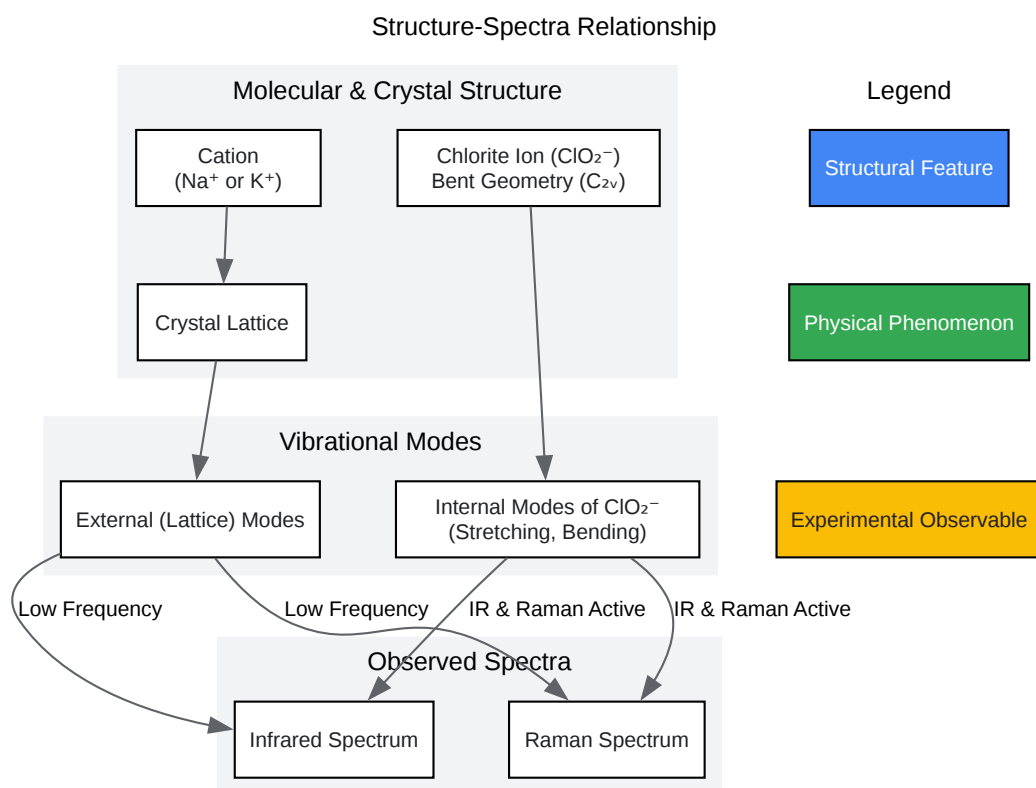 Structure-Spectra Relationship
Molecular & Crystal Structure
Legend
Cation
(Na⁺ or K⁺)
Chlorite Ion (ClO₂⁻)
Bent Geometry (C₂ᵥ)
Structural Feature
Crystal Lattice
Physical Phenomenon
Vibrational Modes
External (Lattice) Modes
Internal Modes of ClO₂⁻
(Stretching, Bending)
Experimental Observable
Low Frequency
Low Frequency
IR & Raman Active
IR & Raman Active
Observed Spectra
Infrared Spectrum
Raman Spectrum